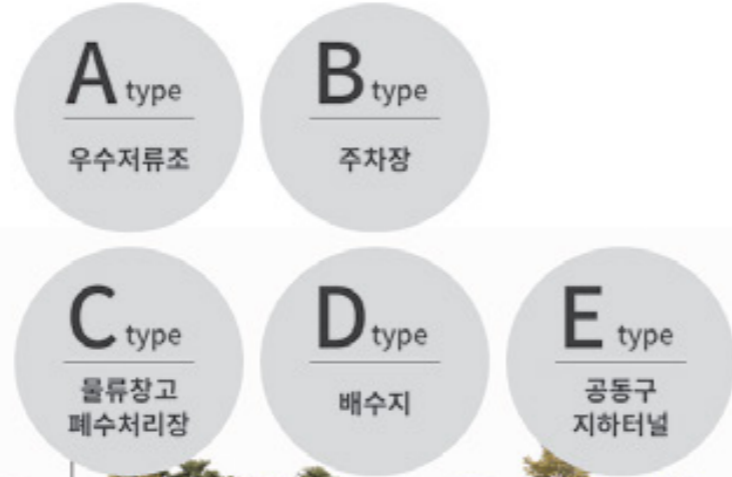 A type
우수저류조
B type
주차장
C type
물류창고
폐수처리장
D type
배수지
E type
공동구
지하터널